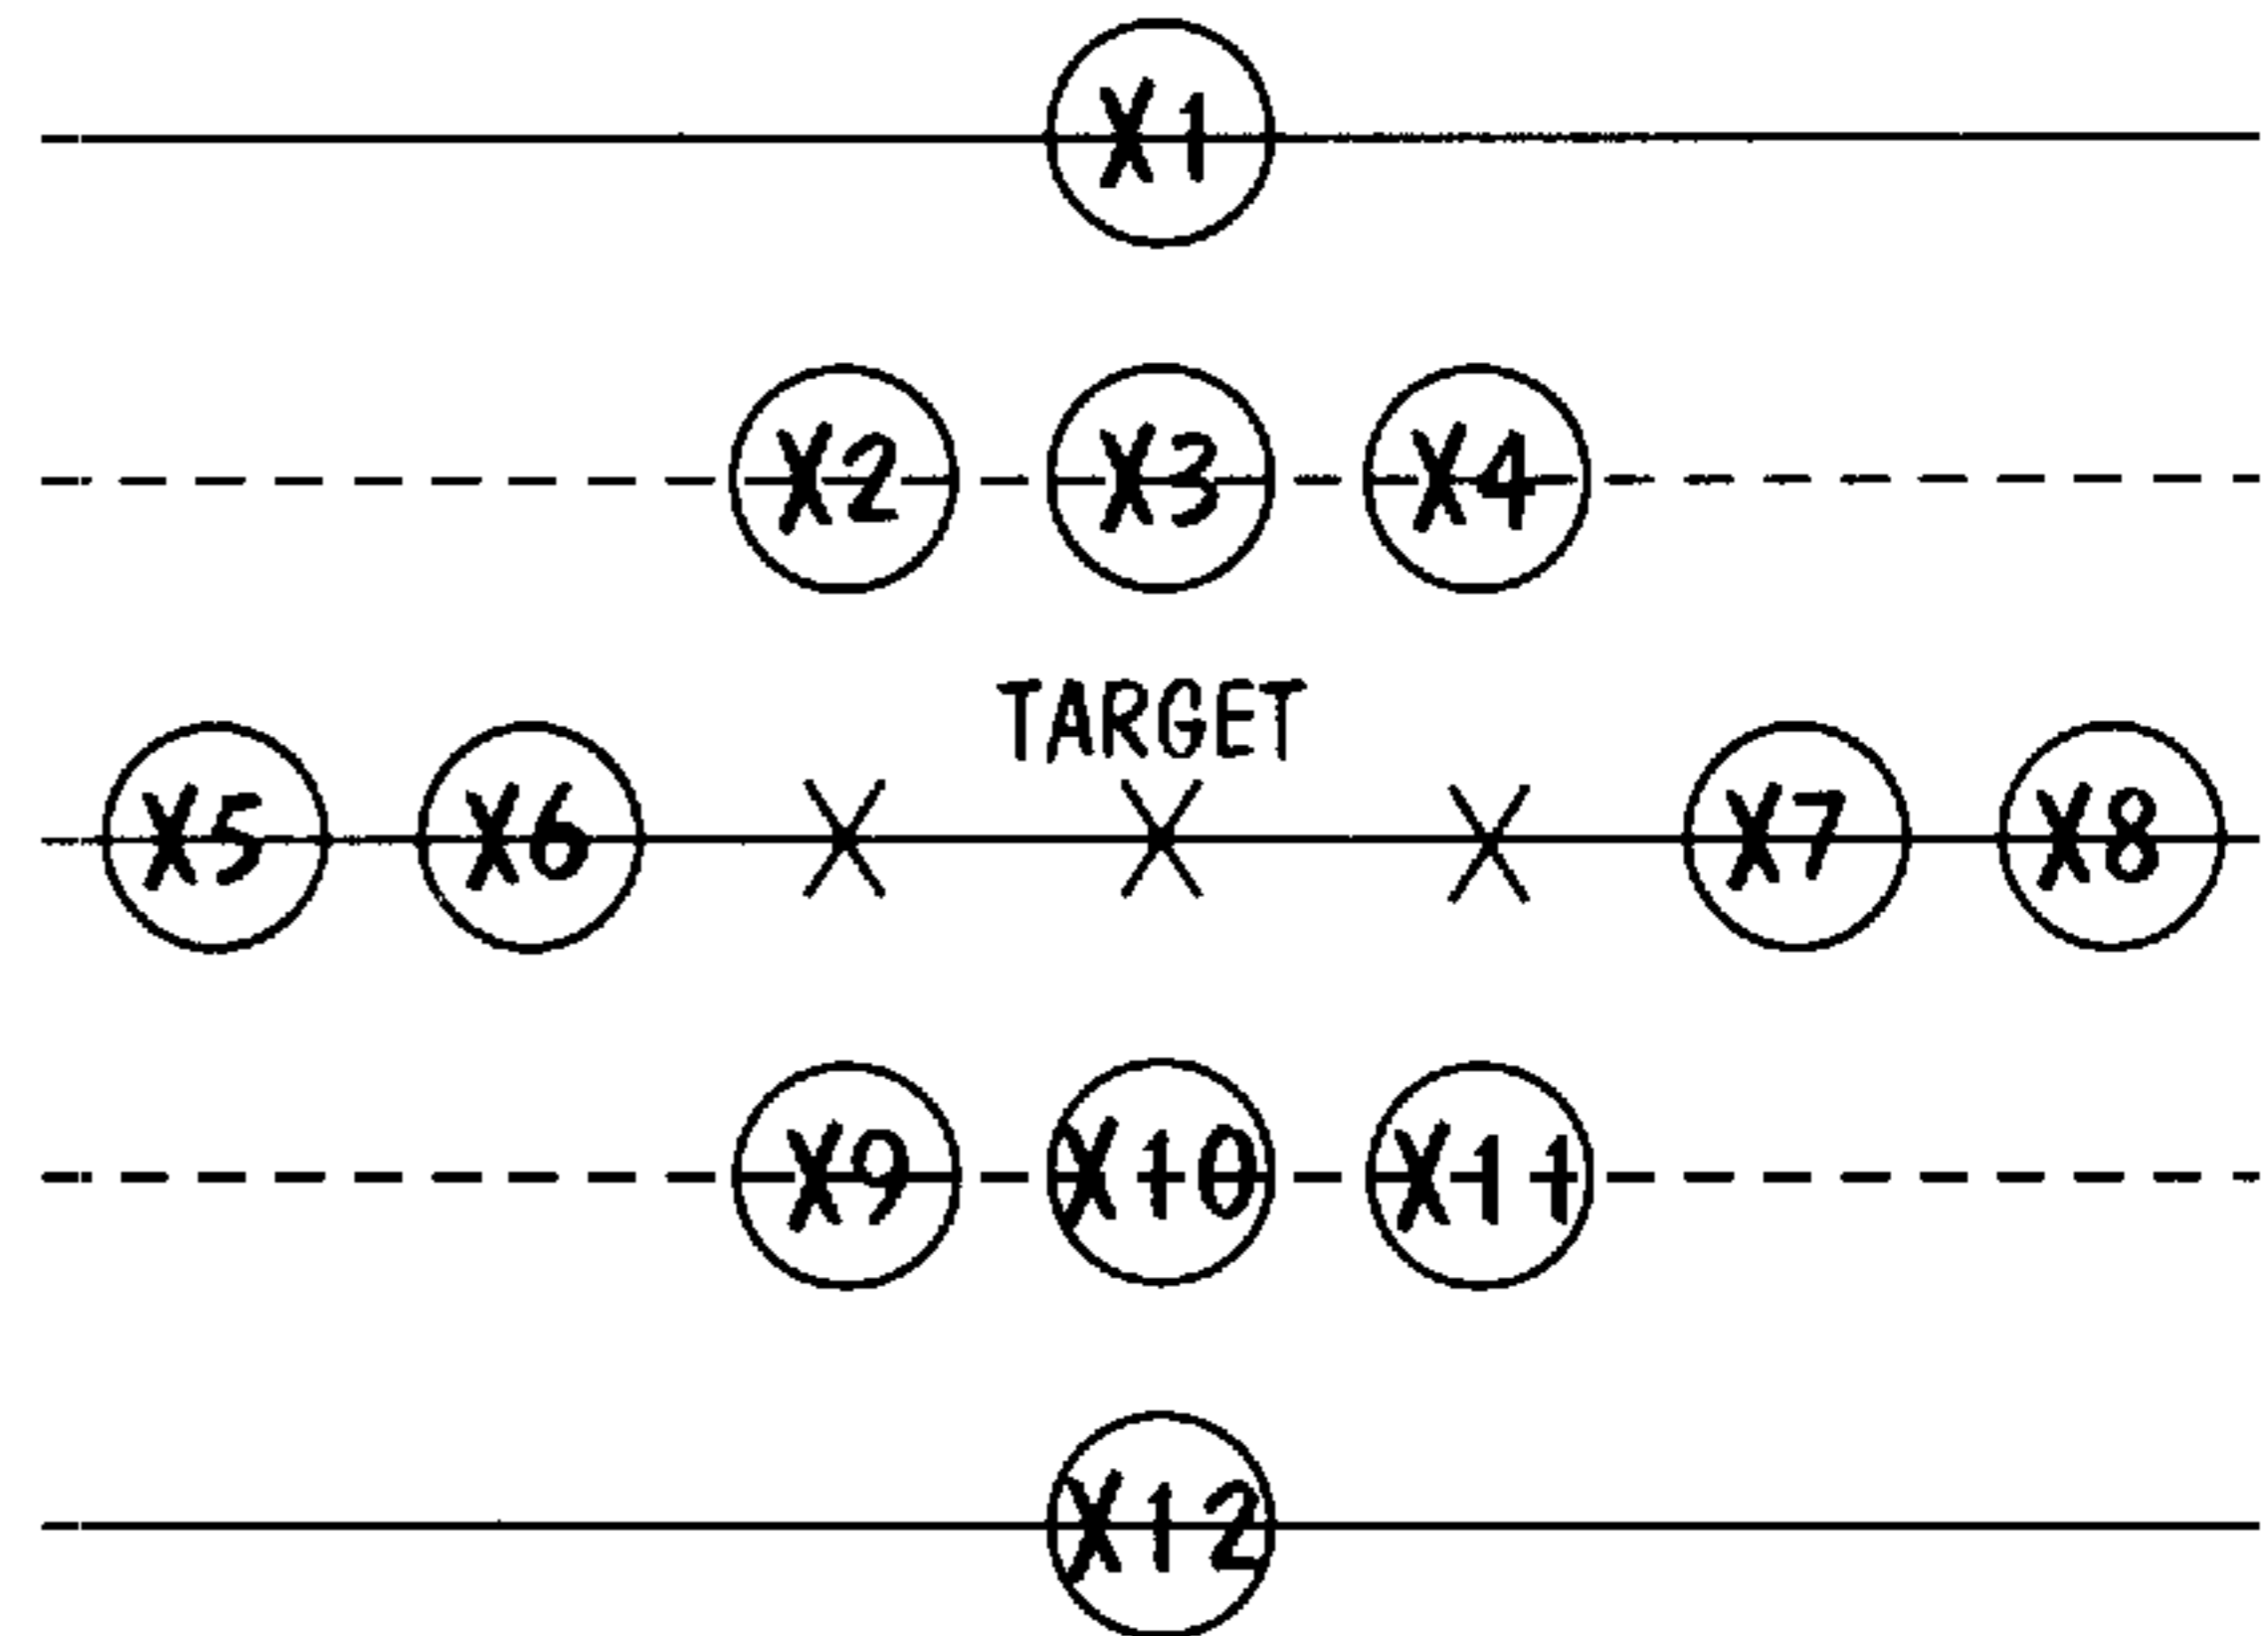 X1
X2 X3 X4
TARGET
X5 X6 X X X X7 X8
X9 X10 X11
X12